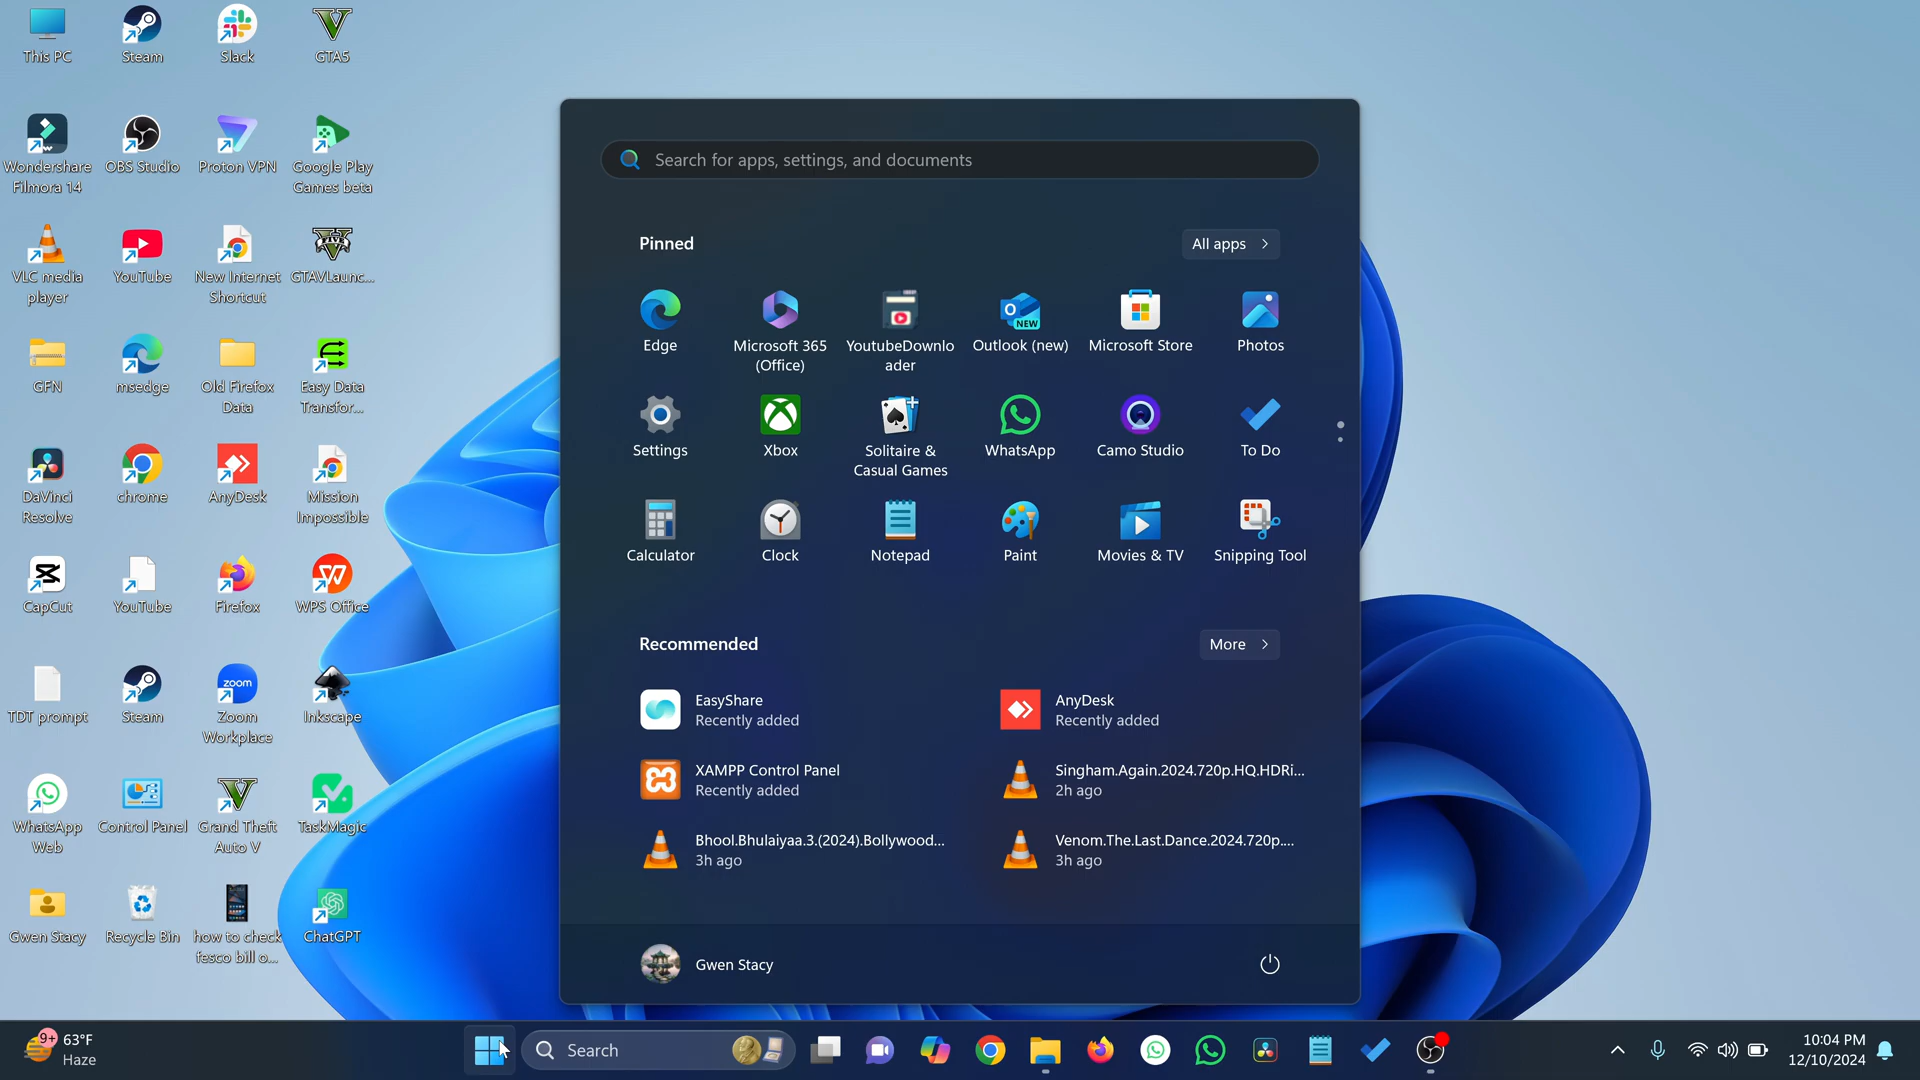 This PC
Steam
Slack
GTA5
Wondershare
Filmora 14
OBS Studio
Proton VPN
Google Play
Games beta
VLC media
player
YouTube
New Internet
Shortcut
GTAVLaunc...
GFN
msedge
Old Firefox
Data
Easy Data
Transfor...
DaVinci
Resolve
chrome
AnyDesk
Mission
Impossible
CapCut
YouTube
Firefox
WPS Office
TDT prompt
Steam
zoom
Zoom
Workplace
Inkscape
WhatsApp
Web
Control Panel
Grand Theft
Auto V
TaskMagic
Gwen Stacy
Recycle Bin
how to check
fesco bill o...
ChatGPT
Search for apps, settings, and documents
Pinned
All apps
Edge
Microsoft 365
(Office)
YoutubeDownlo
ader
NEW
Outlook (new)
Microsoft Store
Photos
Settings
Xbox
Solitaire &
Casual Games
WhatsApp
Camo Studio
To Do
Calculator
Clock
Notepad
Paint
Movies & TV
Snipping Tool
Recommended
More
EasyShare
Recently added
AnyDesk
Recently added
XAMPP Control Panel
Recently added
Singham.Again.2024.720p.HQ.HDRi...
2h ago
Bhool.Bhulaiyaa.3.(2024).Bollywood...
3h ago
Venom.The.Last.Dance.2024.720p....
3h ago
Gwen Stacy
9+
63°F
Haze
Search
10:04 PM
12/10/2024